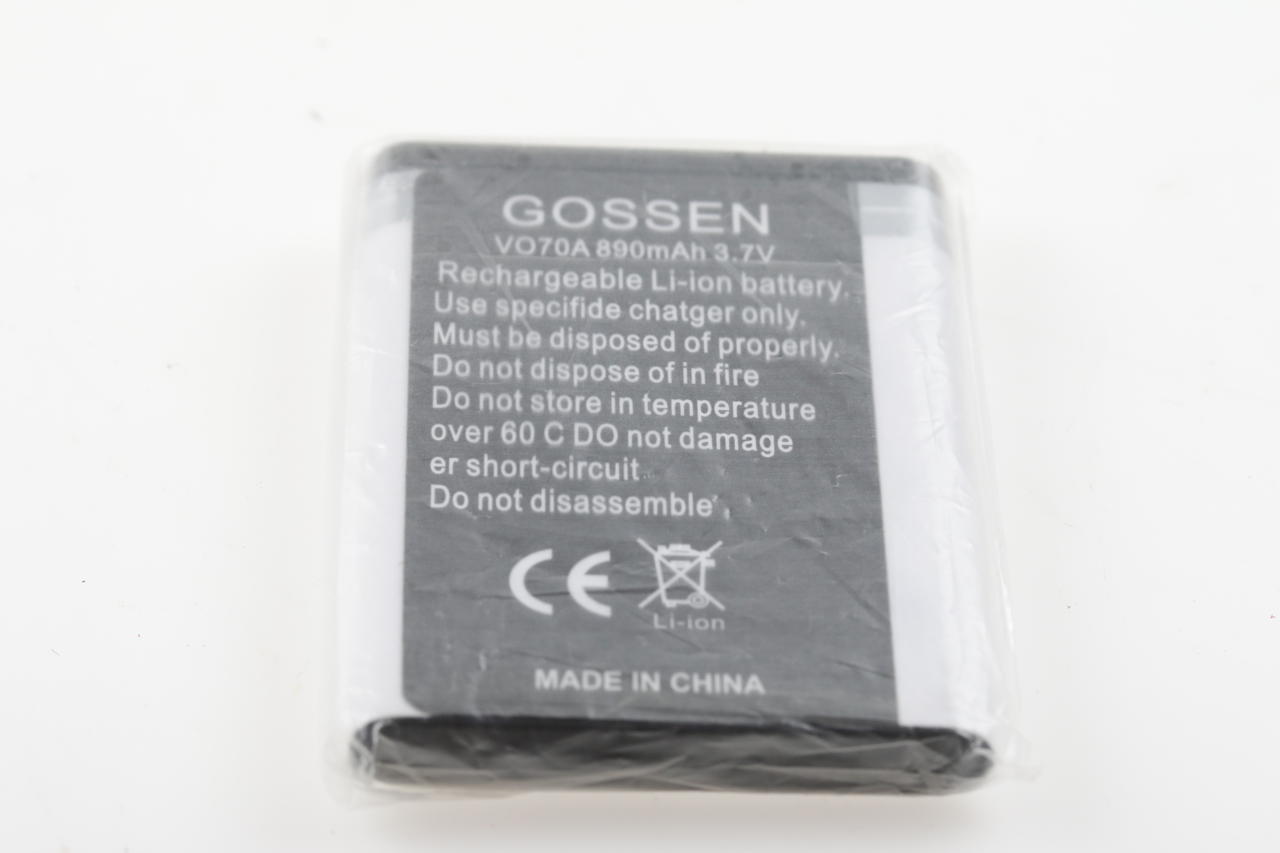 GOSSEN
VO70A 890mAh 3.7V
Rechargeable Li-ion battery.
Use specifide chatger only.
Must be disposed of properly.
Do not dispose of in fire
Do not store in temperature
over 60 C DO not damage
er short-circuit
Do not disassemble' .
CE
Li-ion
MADE IN CHINA